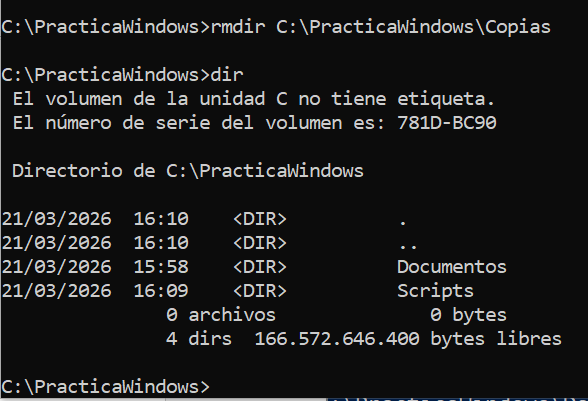 C:\PracticaWindows>rmdir C:\PracticaWindows\Copias
C:\PracticaWindows>dir
 El volumen de la unidad C no tiene etiqueta.
 El número de serie del volumen es: 781D-BC90
 Directorio de C:\PracticaWindows
21/03/2026  16:10    <DIR>          .
21/03/2026  16:10    <DIR>          ..
21/03/2026  15:58    <DIR>          Documentos
21/03/2026  16:09    <DIR>          Scripts
               0 archivos              0 bytes
               4 dirs  166.572.646.400 bytes libres
C:\PracticaWindows>